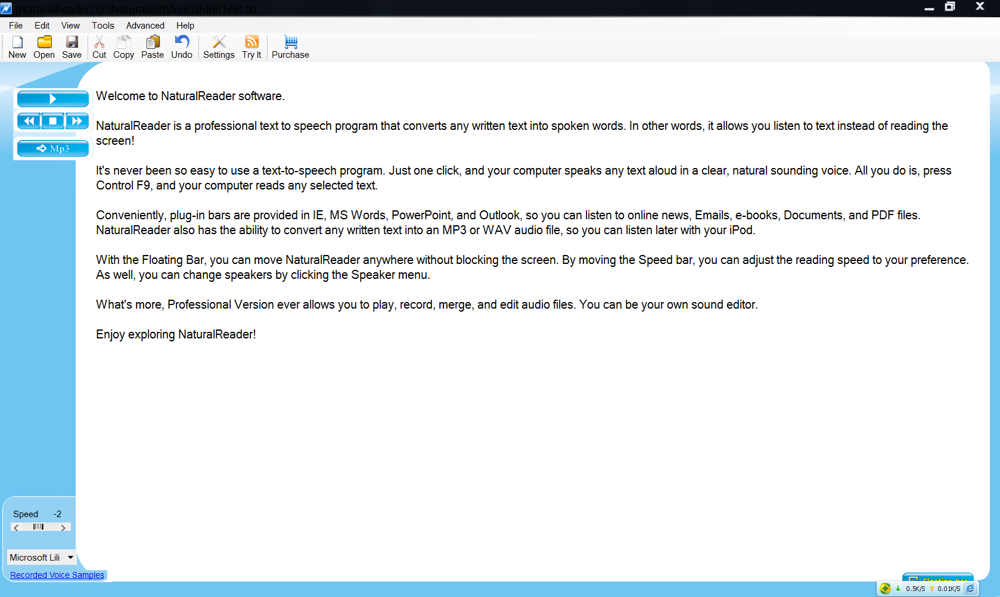 [NaturalReader] D:\Naturalsoft\free10\InitText.txt
File Edit View Tools Advanced Help
New Open Save Cut Copy Paste Undo Settings Try It Purchase
Welcome to NaturalReader software.
NaturalReader is a professional text to speech program that converts any written text into spoken words. In other words, it allows you listen to text instead of reading the
screen!
Mp3
It's never been so easy to use a text-to-speech program. Just one click, and your computer speaks any text aloud in a clear, natural sounding voice. All you do is, press
Control F9, and your computer reads any selected text.
Conveniently, plug-in bars are provided in IE, MS Words, PowerPoint, and Outlook, so you can listen to online news, Emails, e-books, Documents, and PDF files.
NaturalReader also has the ability to convert any written text into an MP3 or WAV audio file, so you can listen later with your iPod.
With the Floating Bar, you can move NaturalReader anywhere without blocking the screen. By moving the Speed bar, you can adjust the reading speed to your preference.
As well, you can change speakers by clicking the Speaker menu.
What's more, Professional Version ever allows you to play, record, merge, and edit audio files. You can be your own sound editor.
Enjoy exploring NaturalReader!
Speed -2
Microsoft Lili
Recorded Voice Samples
Floating bar
0.5K/S 0.01K/S